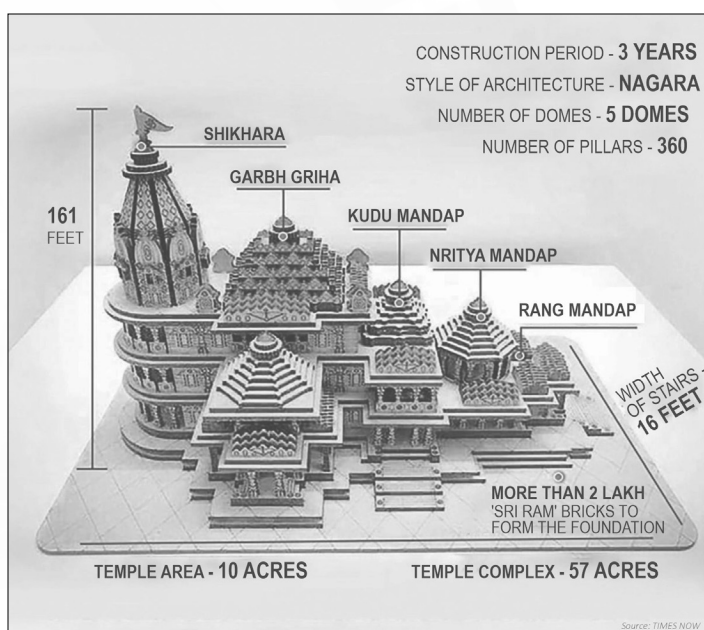 CONSTRUCTION PERIOD - 3 YEARS
STYLE OF ARCHITECTURE - NAGARA
NUMBER OF DOMES - 5 DOMES
NUMBER OF PILLARS - 360
SHIKHARA
GARBH GRIHA
KUDU MANDAP
161
FEET
NRITYA MANDAP
RANG MANDAP
WIDTH
OF STAIRS -
16 FEET
MORE THAN 2 LAKH
'SRI RAM' BRICKS TO
FORM THE FOUNDATION
TEMPLE AREA - 10 ACRES
TEMPLE COMPLEX - 57 ACRES
Source: TIMES NOW